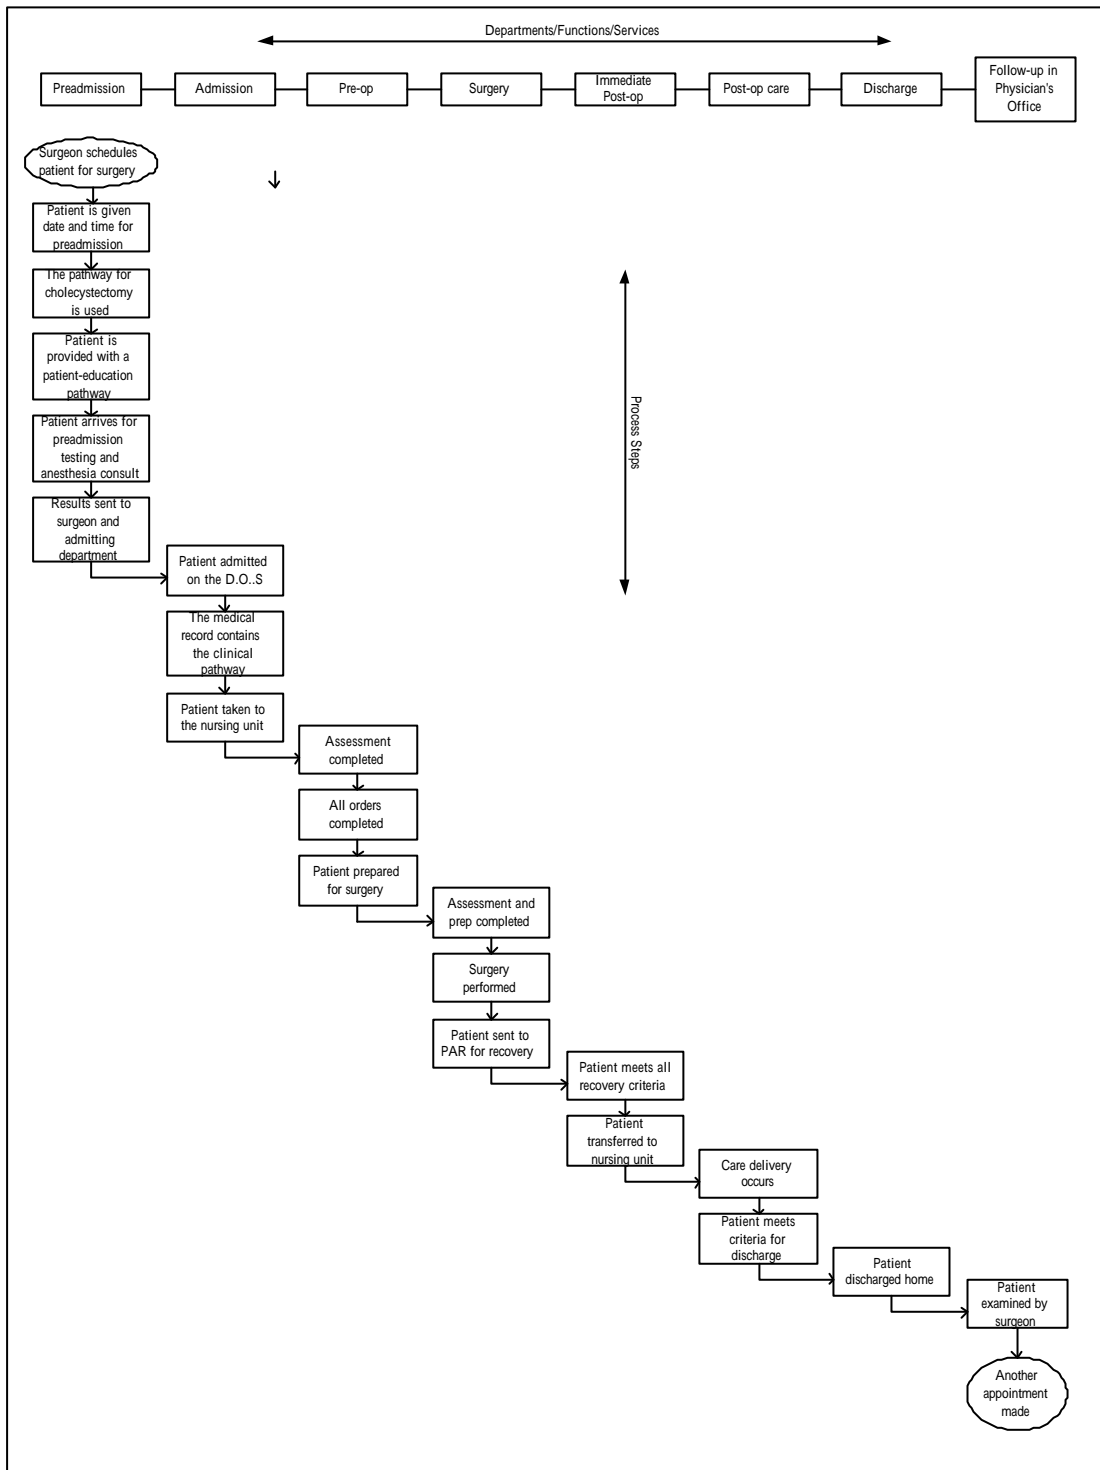 Departments/Functions/Services
Preadmission
Admission
Pre-op
Surgery
Immediate
Post-op
Post-op care
Discharge
Follow-up in
Physician's
Office
Surgeon schedules
patient for surgery
Patient is given
date and time for
preadmission
The pathway for
cholecystectomy
is used
Patient is
provided with a
patient-education
pathway
Patient arrives for
preadmission
testing and
anesthesia consult
Results sent to
surgeon and
admitting
department
Process Steps
Patient admitted
on the D.O..S
The medical
record contains
the clinical
pathway
Patient taken to
the nursing unit
Assessment
completed
All orders
completed
Patient prepared
for surgery
Assessment and
prep completed
Surgery
performed
Patient sent to
PAR for recovery
Patient meets all
recovery criteria
Patient
transferred to
nursing unit
Care delivery
occurs
Patient meets
criteria for
discharge
Patient
discharged home
Patient
examined by
surgeon
Another
appointment
made